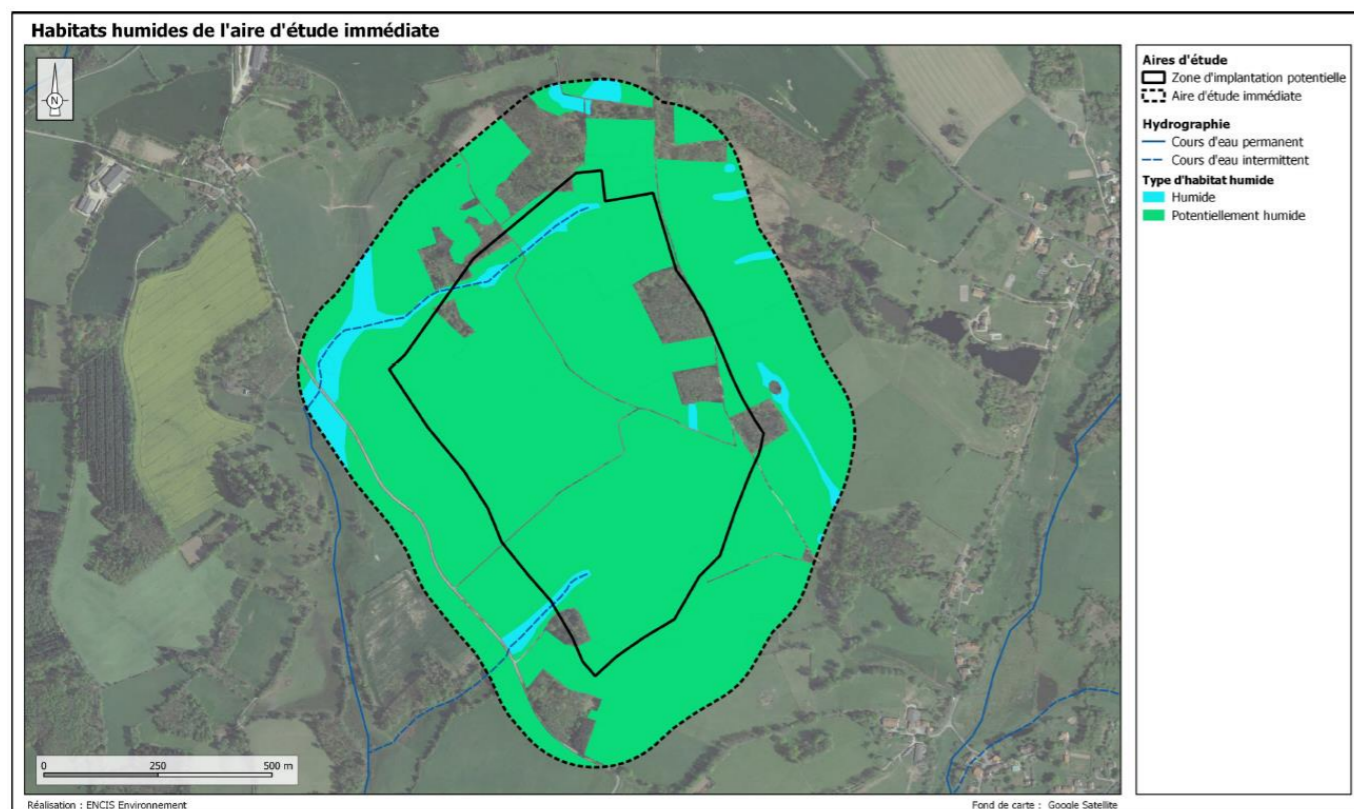 Habitats humides de l'aire d'étude immédiate
N
Aires d'étude
Zone d'implantation potentielle
Aire d'étude immédiate
Hydrographie
Cours d'eau permanent
Cours d'eau intermittent
Type d'habitat humide
Humide
Potentiellement humide
0 250 500 m
Réalisation : ENCIS Environnement
Fond de carte : Google Satellite